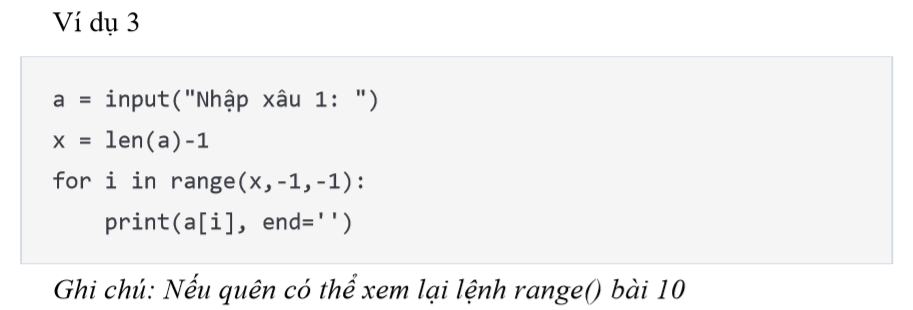 Ví dụ 3
a = input("Nhập xâu 1: ")
x = len(a)-1
for i in range(x,-1,-1):
    print(a[i], end='')
Ghi chú: Nếu quên có thể xem lại lệnh range() bài 10